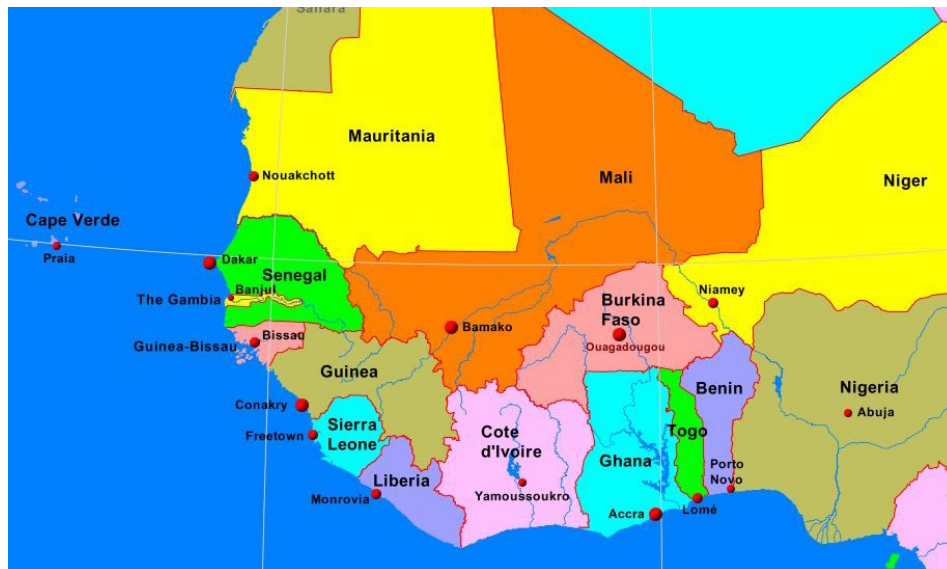 Sahara
Mauritania
Nouakchott
Mali
Niger
Cape Verde
Praia
Dakar
Senegal
Banjul
The Gambia
Bissau
Guinea-Bissau
Guinea
Bamako
Burkina
Faso
Ouagadougou
Niamey
Benin
Nigeria
Abuja
Conakry
Freetown
Sierra
Leone
Liberia
Monrovia
Cote
d'Ivoire
Yamoussoukro
Ghana
Togo
Accra
Lomé
Porto
Novo